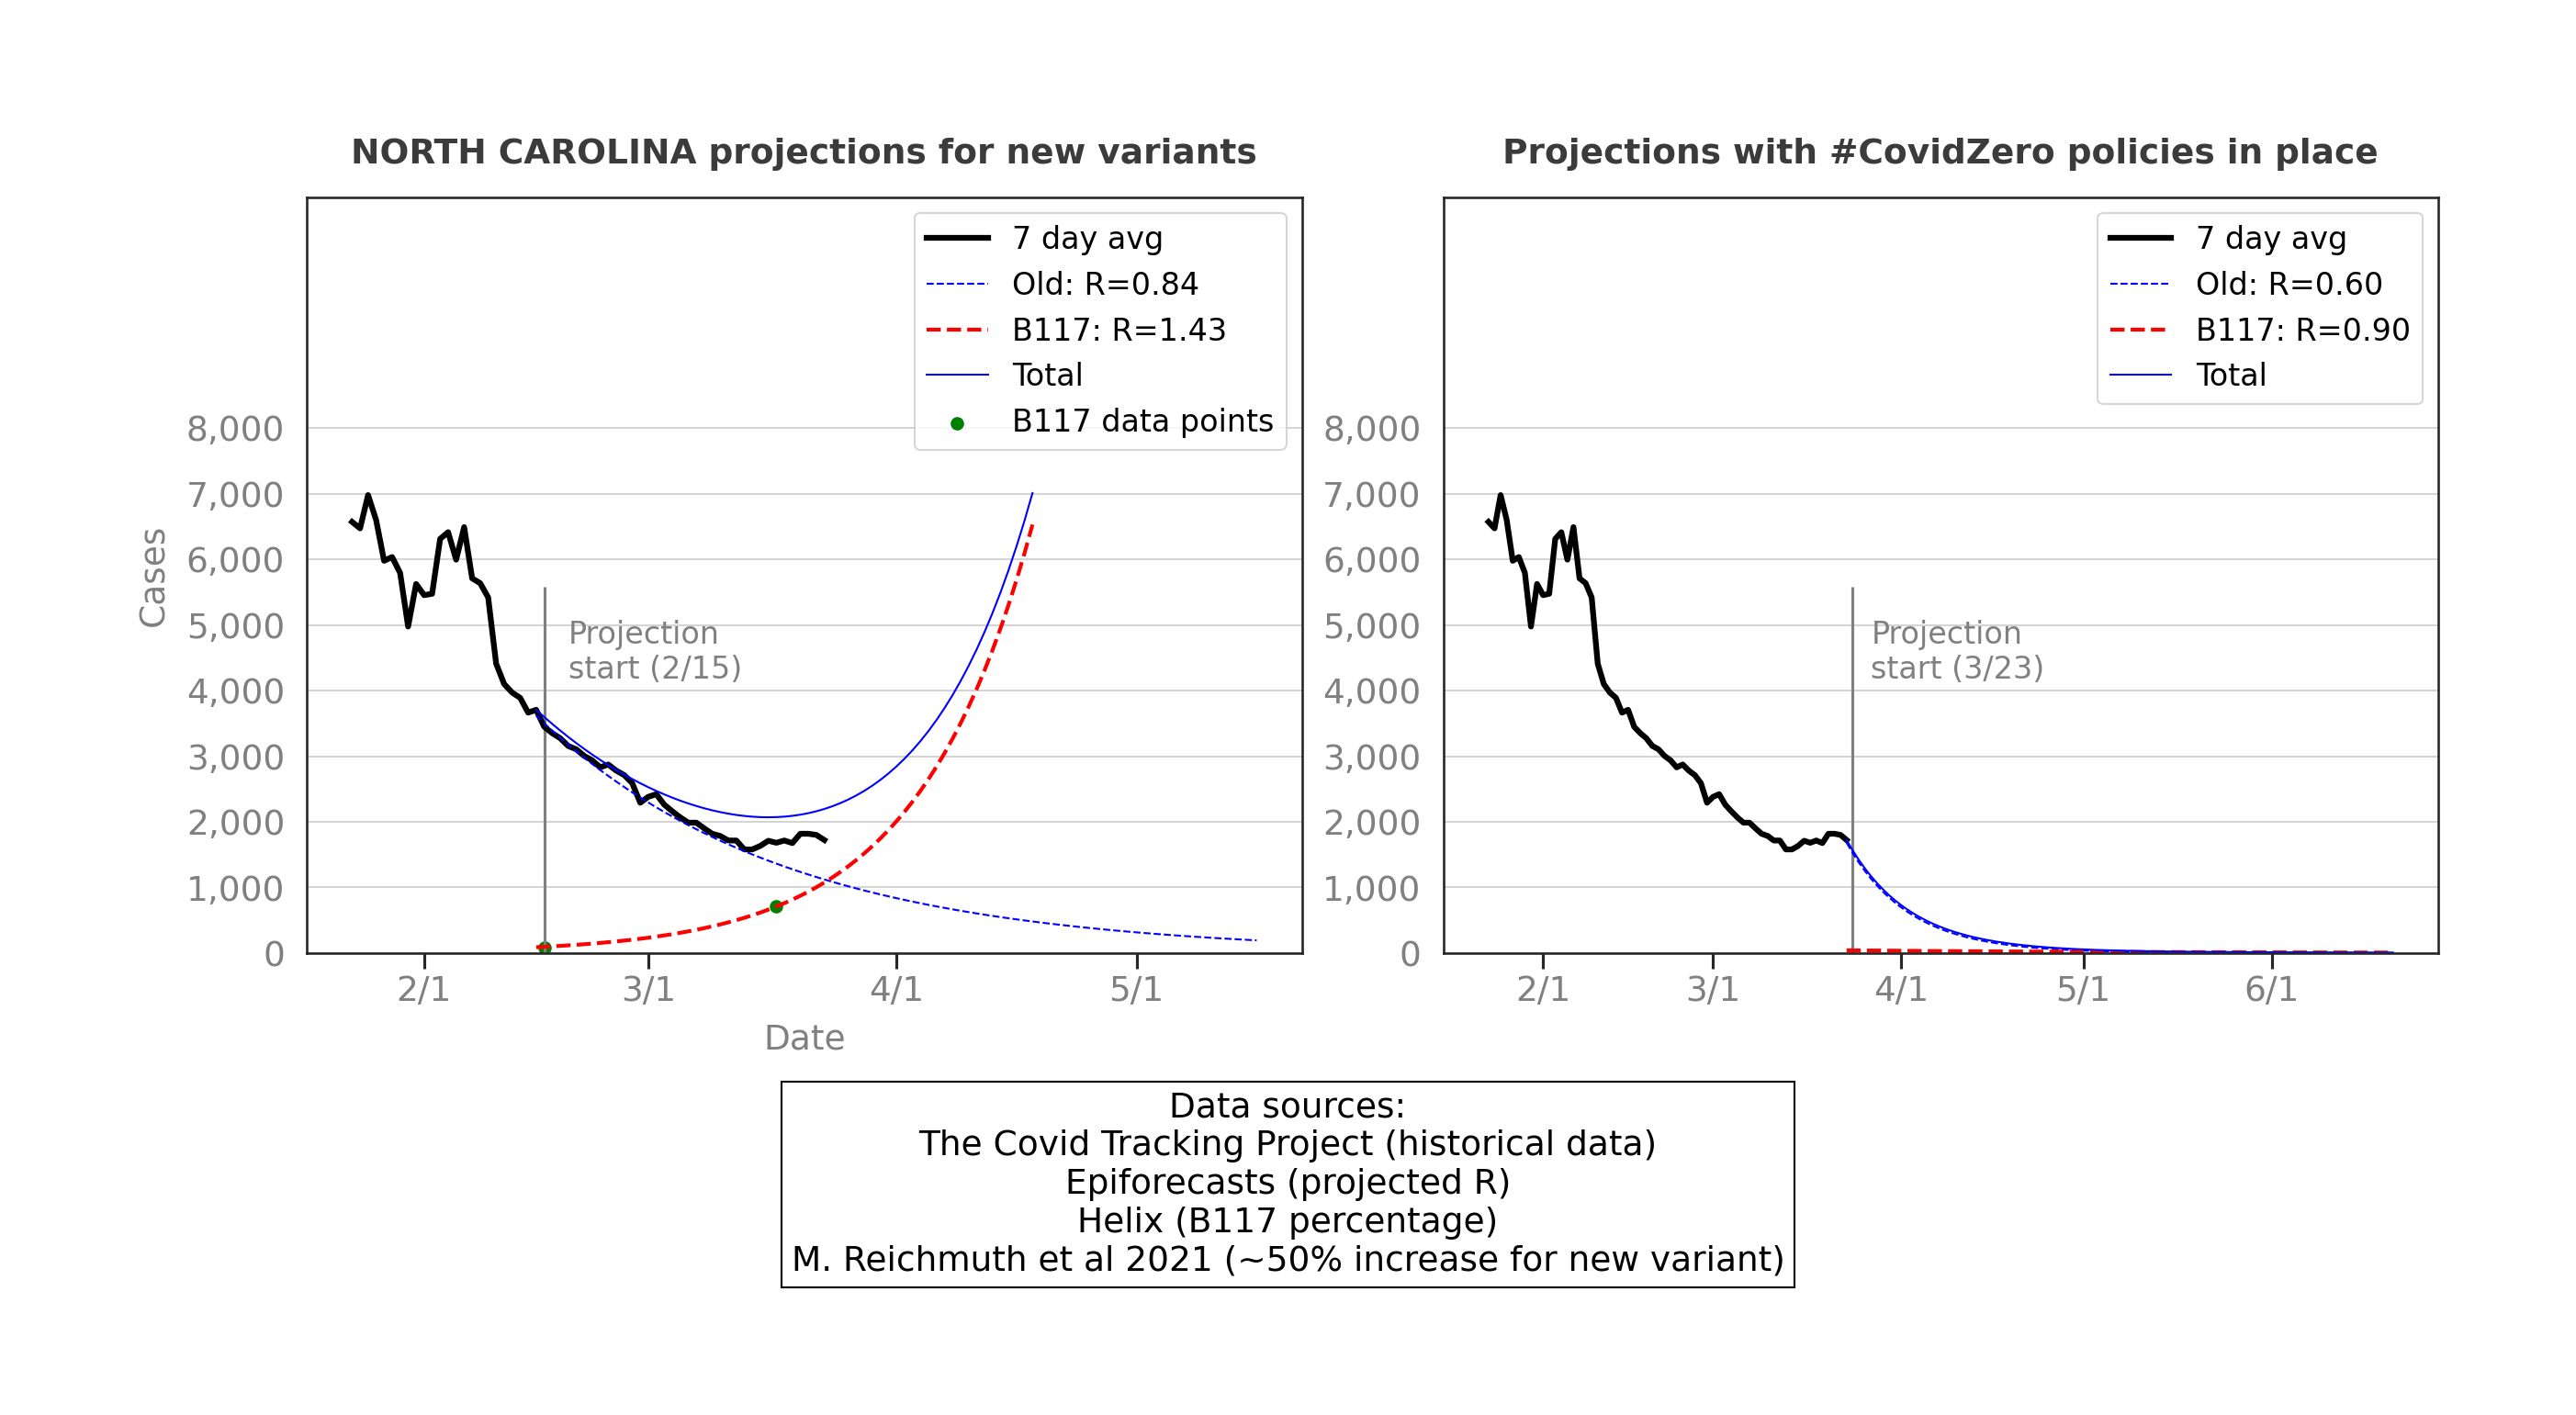 NORTH CAROLINA projections for new variants
7 day avg
Old: R=0.84
B117: R=1.43
Total
B117 data points
8,000
7,000
6,000
5,000
4,000
3,000
2,000
1,000
0
Cases
Projection
start (2/15)
2/1
3/1
4/1
5/1
Date
Projections with #CovidZero policies in place
7 day avg
Old: R=0.60
B117: R=0.90
Total
8,000
7,000
6,000
5,000
4,000
3,000
2,000
1,000
0
Projection
start (3/23)
2/1
3/1
4/1
5/1
6/1
Data sources:
The Covid Tracking Project (historical data)
Epiforecasts (projected R)
Helix (B117 percentage)
M. Reichmuth et al 2021 (~50% increase for new variant)